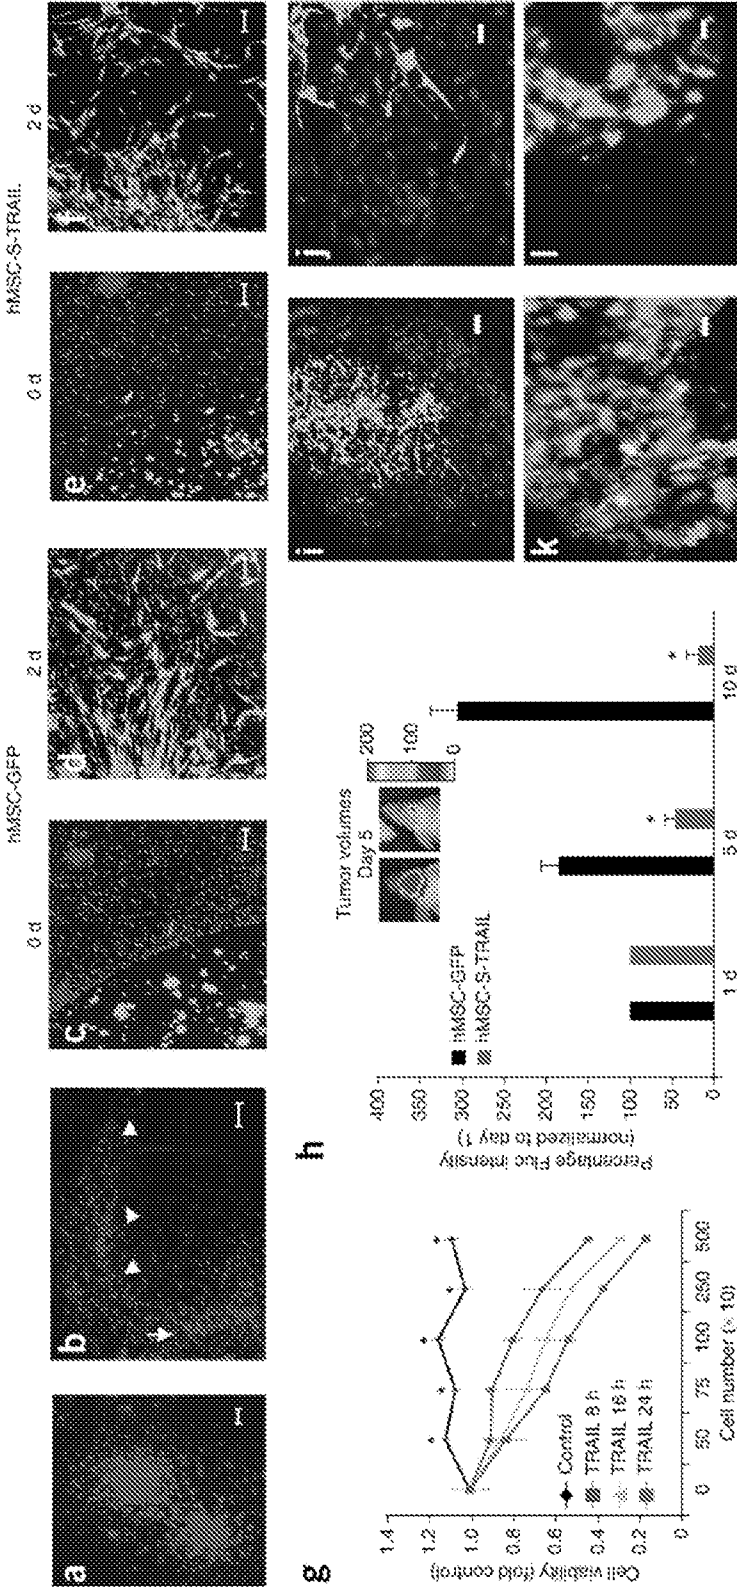 hMSC-GFP
hMSC-S-TRAIL
0 d
2 d
0 d
2 d
a
b
c
d
e
f
g
Cell viability (fold control)
1.4
1.2
1.0
0.8
0.6
0.4
0.2
0
Control
TRAIL 8 h
TRAIL 16 h
TRAIL 24 h
0
50
75
100
250
500
Cell number (× 10)
h
Percentage Fluc intensity
(normalized to day 1)
400
350
300
250
200
150
100
50
0
hMSC-GFP
hMSC-S-TRAIL
Tumor volumes
Day 5
200
100
0
*
*
1 d
5 d
10 d
i
j
k
l